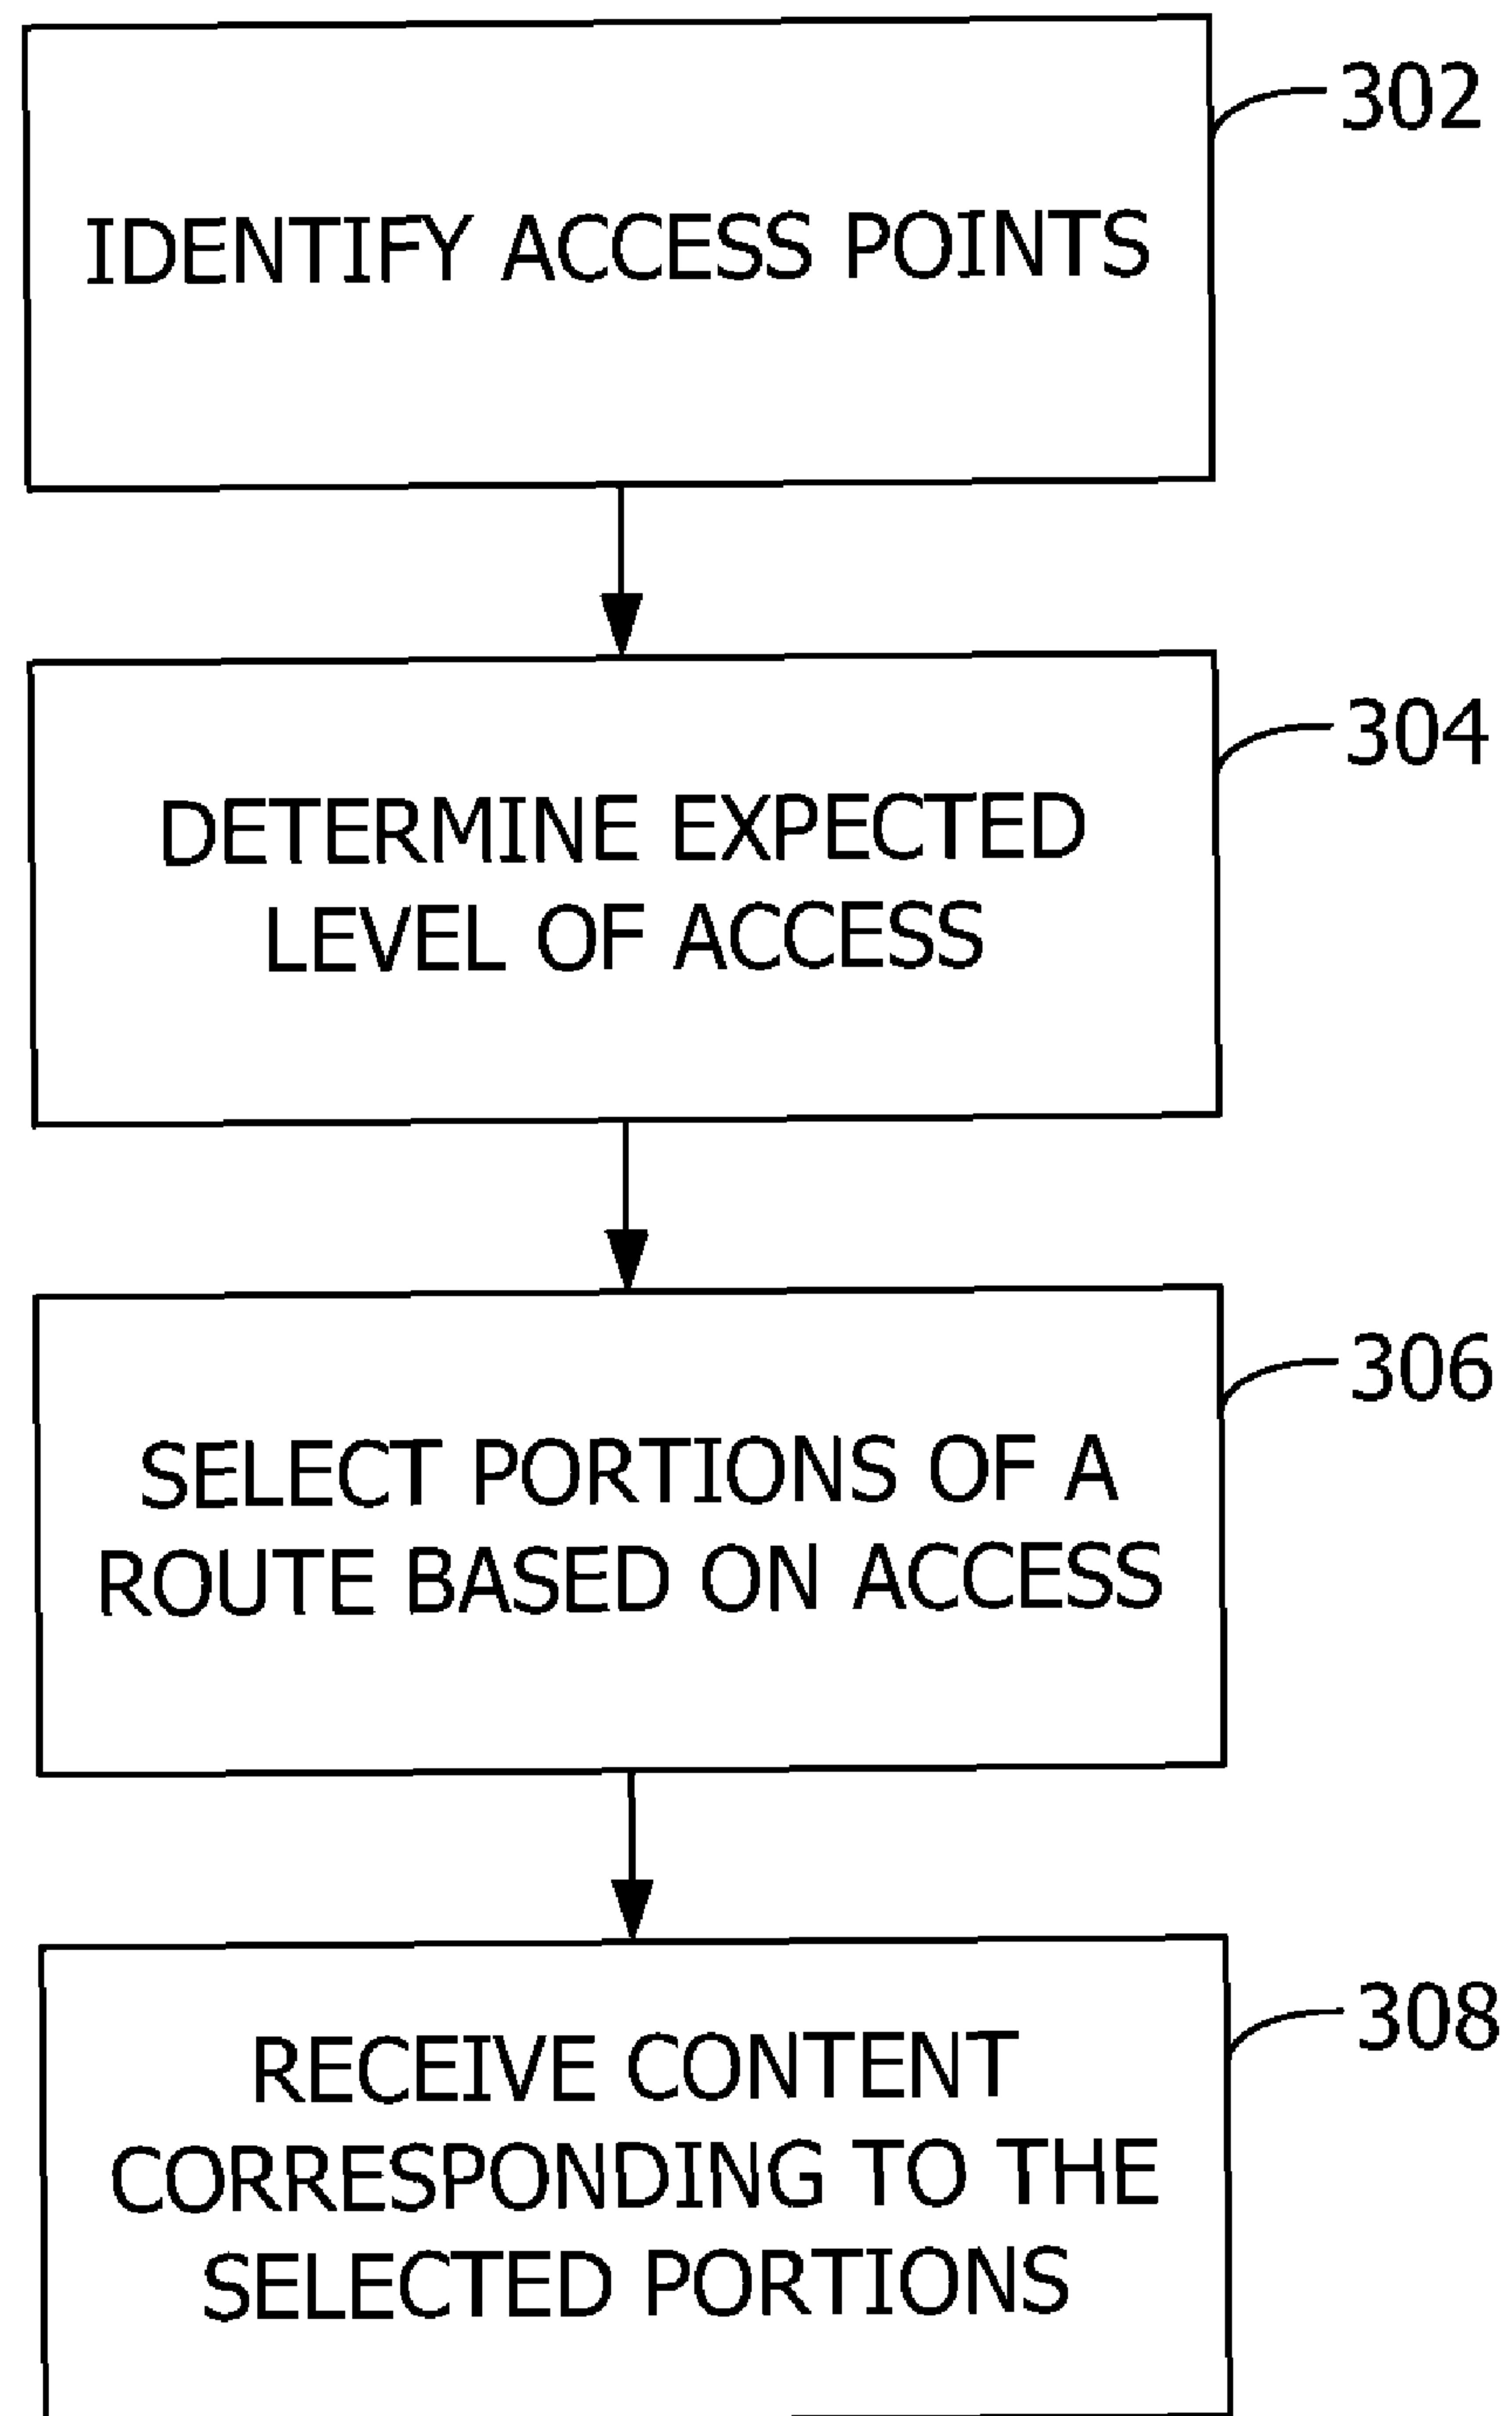 302
IDENTIFY ACCESS POINTS
304
DETERMINE EXPECTED
LEVEL OF ACCESS
306
SELECT PORTIONS OF A
ROUTE BASED ON ACCESS
308
RECEIVE CONTENT
CORRESPONDING TO THE
SELECTED PORTIONS